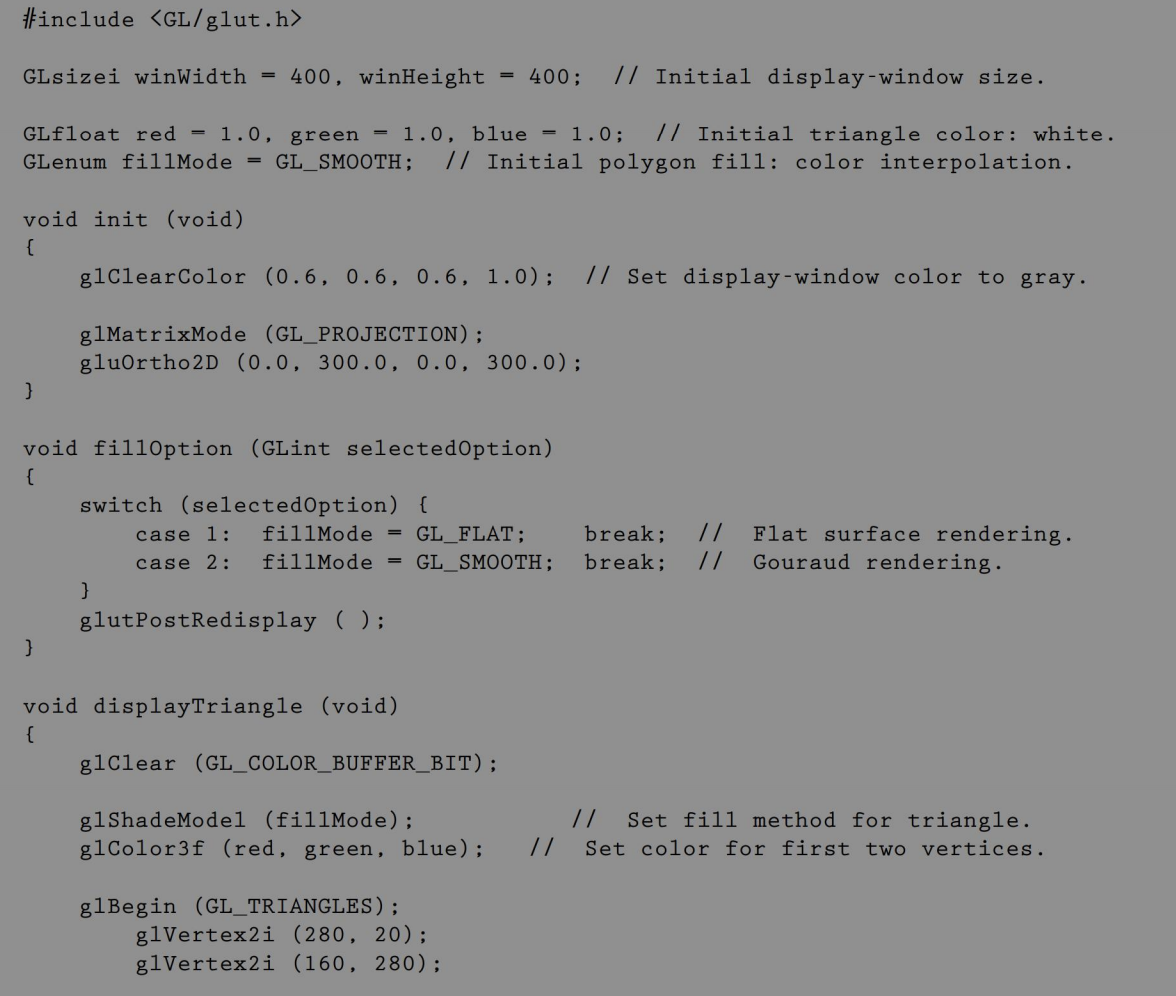 #include <GL/glut.h>
GLsizei winWidth = 400, winHeight = 400;  // Initial display-window size.
GLfloat red = 1.0, green = 1.0, blue = 1.0;  // Initial triangle color: white.
GLenum fillMode = GL_SMOOTH;  // Initial polygon fill: color interpolation.
void init (void)
{
    glClearColor (0.6, 0.6, 0.6, 1.0);  // Set display-window color to gray.
    glMatrixMode (GL_PROJECTION);
    gluOrtho2D (0.0, 300.0, 0.0, 300.0);
}
void fillOption (GLint selectedOption)
{
    switch (selectedOption) {
        case 1:  fillMode = GL_FLAT;    break;  //  Flat surface rendering.
        case 2:  fillMode = GL_SMOOTH;  break;  //  Gouraud rendering.
    }
    glutPostRedisplay ( );
}
void displayTriangle (void)
{
    glClear (GL_COLOR_BUFFER_BIT);
    glShadeModel (fillMode);           //  Set fill method for triangle.
    glColor3f (red, green, blue);   //  Set color for first two vertices.
    glBegin (GL_TRIANGLES);
        glVertex2i (280, 20);
        glVertex2i (160, 280);